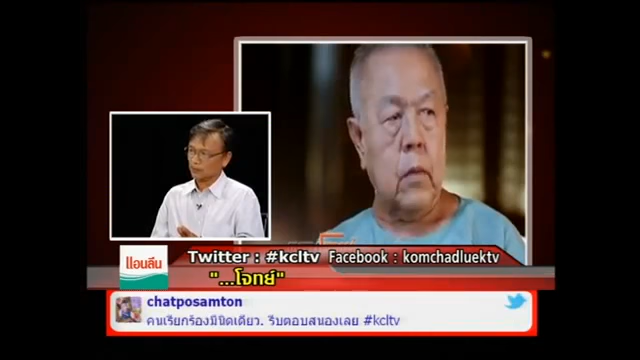 แอนลีน
Twitter : #kcltv Facebook : komchadluektv
"...โจทย์"
chatposamton
คนเรียกร้องมีนิดเดียว. รีบตอบสนองเลย #kcltv